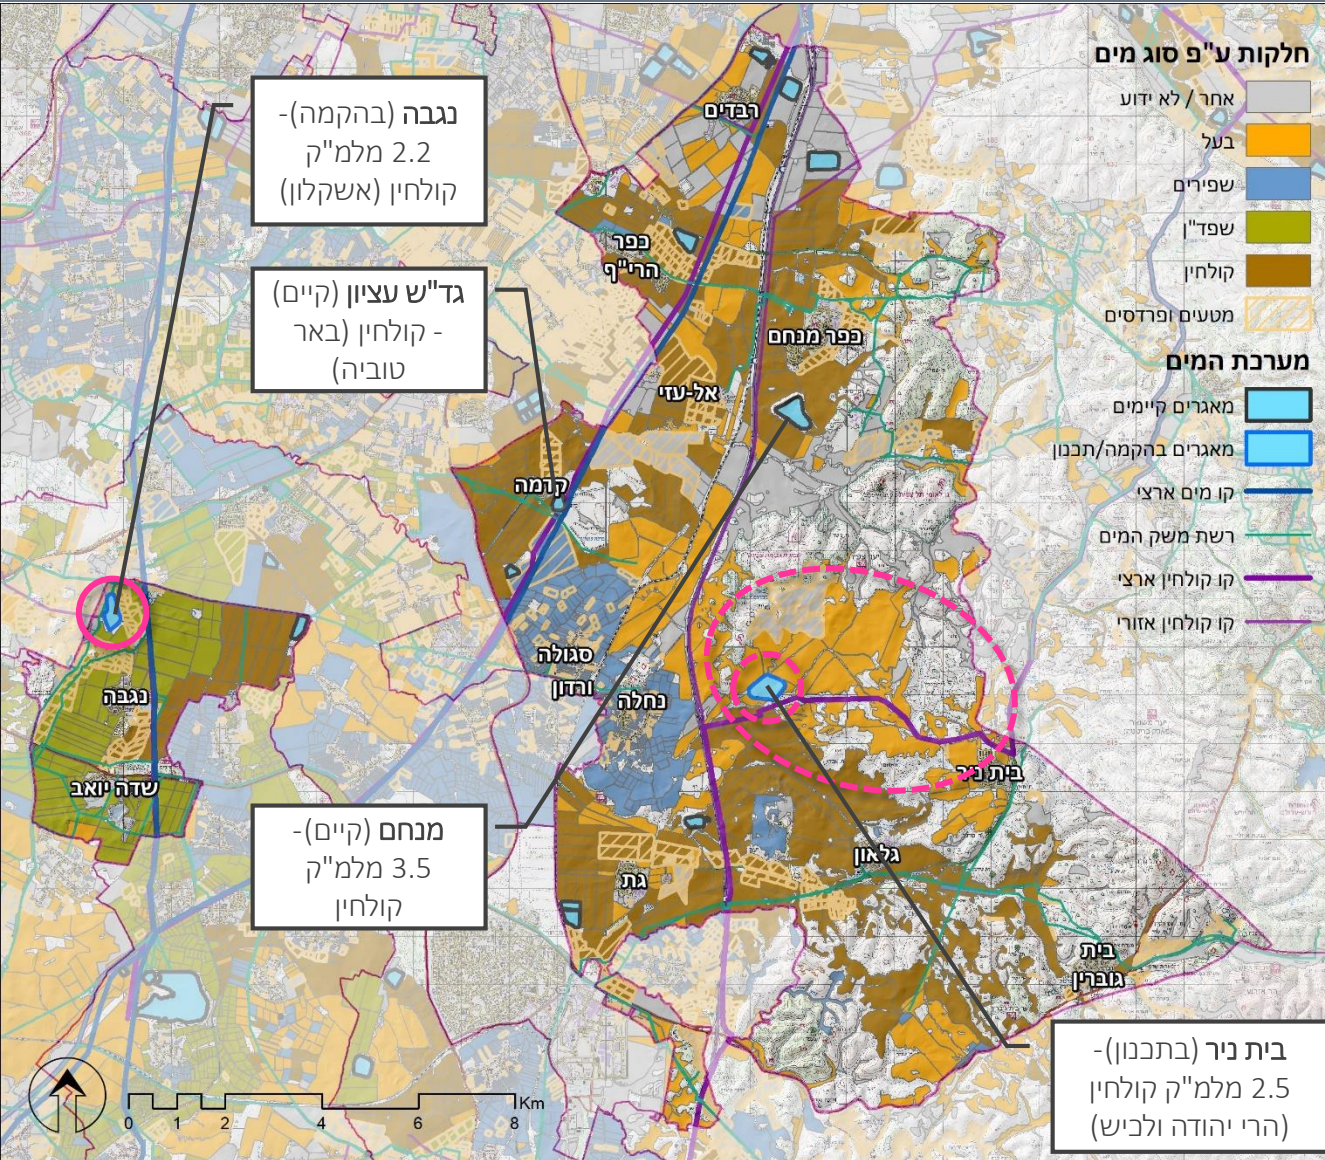 חלקות ע"פ סוג מים
אחר / לא ידוע
בעל
שפירים
שפד"ן
קולחין
מטעים ופרדסים
מערכת המים
מאגרים קיימים
מאגרים בהקמה/תכנון
קו מים ארצי
רשת משק המים
קו קולחין ארצי
קו קולחין אזורי
נגבה (בהקמה)-
2.2 מלמ"ק
קולחין (אשקלון)
גד"ש עציון (קיים)
- קולחין (באר
טוביה)
מנחם (קיים)-
3.5 מלמ"ק
קולחין
בית ניר (בתכנון)-
2.5 מלמ"ק קולחין
(הרי יהודה ולכיש)
רבדים
כפר
הרי"ף
כפר מנחם
אל-עזי
קדמה
סגולה
ורדון
נחלה
נגבה
שדה יואב
בית ניר
גלאון
גת
בית
גוברין
Km
0 1 2 4 6 8